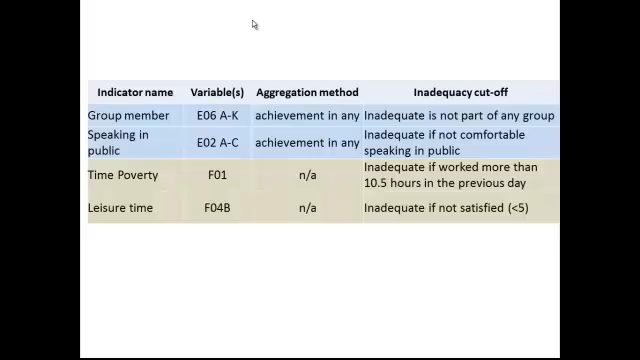 Indicator name Variable(s) Aggregation method Inadequacy cut-off
Group member E06 A-K achievement in any Inadequate is not part of any group
Speaking in public E02 A-C achievement in any Inadequate if not comfortable speaking in public
Time Poverty F01 n/a Inadequate if worked more than 10.5 hours in the previous day
Leisure time F04B n/a Inadequate if not satisfied (<5)